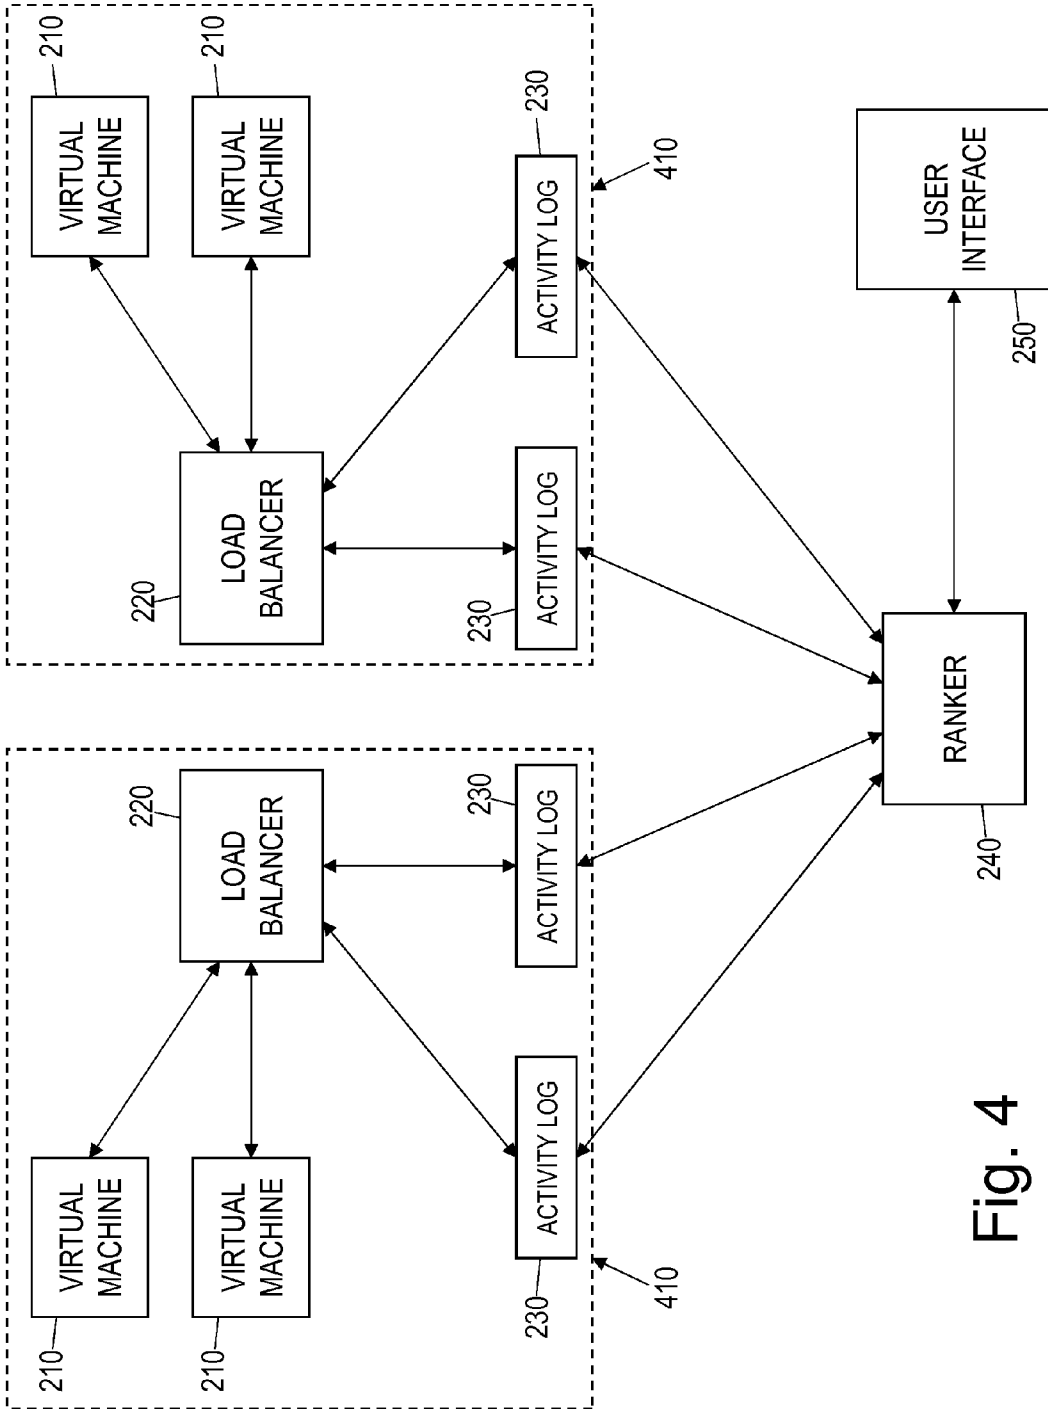 210
VIRTUAL
MACHINE
VIRTUAL
MACHINE
210
220
220
210
VIRTUAL
MACHINE
LOAD
BALANCER
LOAD
BALANCER
VIRTUAL
MACHINE
210
230
230
230
230
ACTIVITY LOG
ACTIVITY LOG
ACTIVITY LOG
ACTIVITY LOG
410
410
240
RANKER
250
USER
INTERFACE
Fig. 4